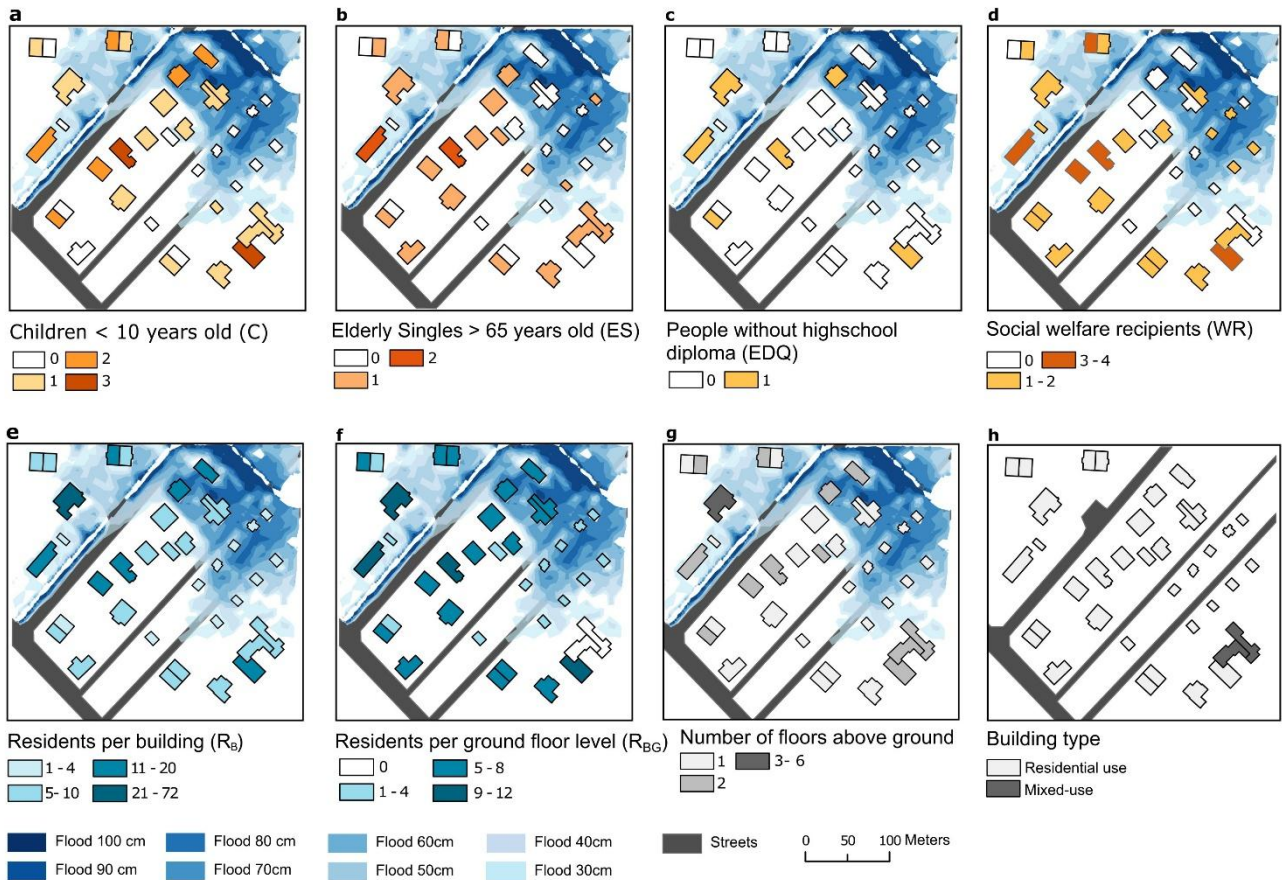 a
b
c
d
Children < 10 years old (C)
0
2
1
3
Elderly Singles > 65 years old (ES)
0
2
1
People without highschool
diploma (EDQ)
0
1
Social welfare recipients (WR)
0
3 - 4
1 - 2
e
f
g
h
Residents per building (RB)
1 - 4
11 - 20
5- 10
21 - 72
Residents per ground floor level (RBG)
0
5 - 8
1 - 4
9 - 12
Number of floors above ground
1
3- 6
2
Building type
Residential use
Mixed-use
Flood 100 cm
Flood 80 cm
Flood 60cm
Flood 40cm
Streets
0 50 100 Meters
Flood 90 cm
Flood 70cm
Flood 50cm
Flood 30cm